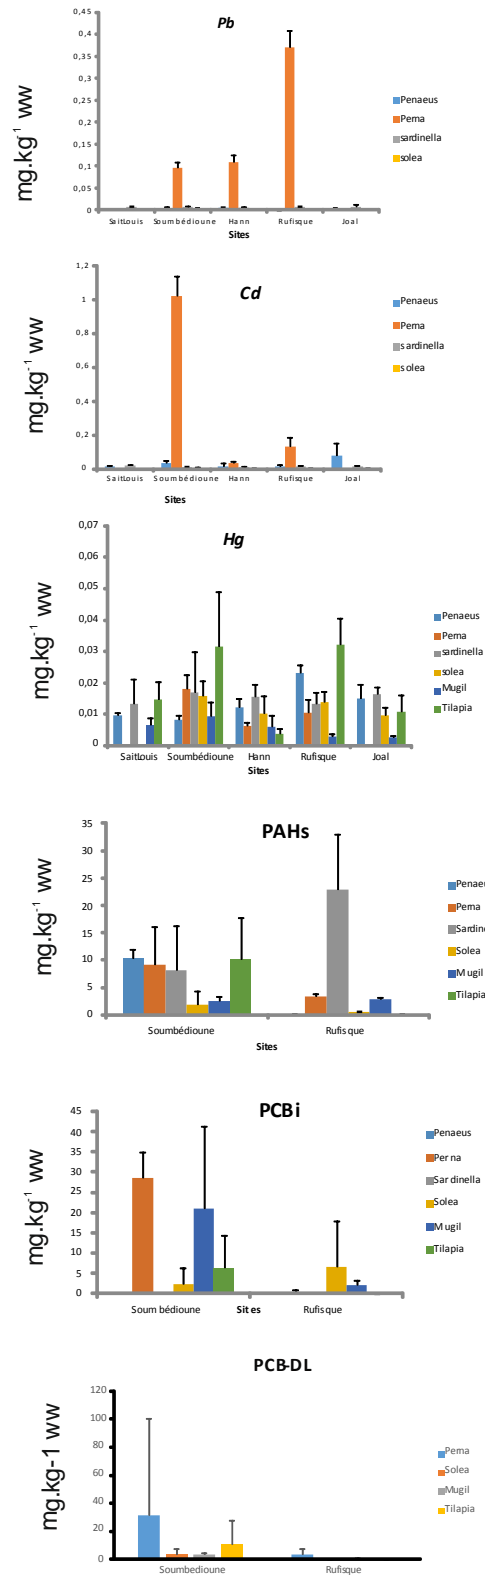 Pb
mg.kg-1 ww
0,45
0,4
0,35
0,3
0,25
0,2
0,15
0,1
0,05
0
Penaeus
Perna
sardinella
solea
SaitLouis Soumbédioune Hann Rufisque Joal
Sites
Cd
mg.kg-1 ww
1,2
1
0,8
0,6
0,4
0,2
0
Penaeus
Perna
sardinella
solea
SaitLouis Soumbédioune Hann Rufisque Joal
Sites
Hg
mg.kg-1 ww
0,07
0,06
0,05
0,04
0,03
0,02
0,01
0
Penaeus
Perna
sardinella
solea
Mugil
Tilapia
SaitLouis Soumbédioune Hann Rufisque Joal
Sites
PAHs
mg.kg-1 ww
35
30
25
20
15
10
5
0
Penaeu
Perna
Sardine
Solea
Mugil
Tilapia
Soumbédioune Rufisque
Sites
PCBi
mg.kg-1 ww
45
40
35
30
25
20
15
10
5
0
Penaeus
Perna
Sardinella
Solea
Mugil
Tilapia
Soumbédioune Sites Rufisque
PCB-DL
mg.kg-1 ww
120
100
80
60
40
20
0
Perna
Solea
Mugil
Tilapia
Soumbedioune Rufisque